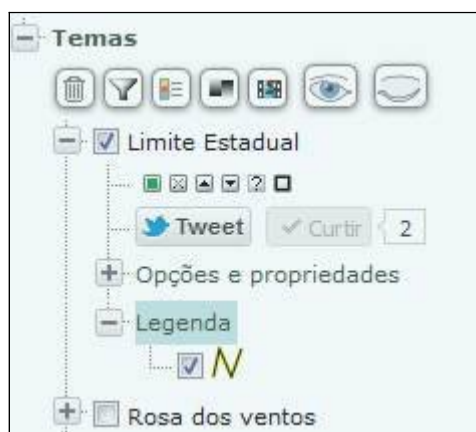 Temas
Limite Estadual
Tweet Curtir 2
Opções e propriedades
Legenda
Rosa dos ventos